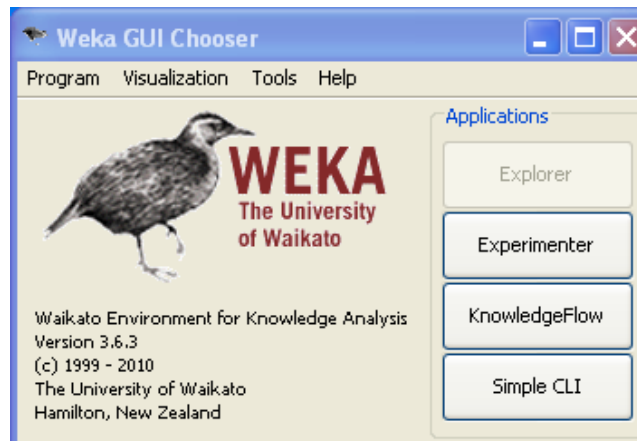 Weka GUI Chooser
Program Visualization Tools Help
WEKA
The University
of Waikato
Waikato Environment for Knowledge Analysis
Version 3.6.3
(c) 1999 - 2010
The University of Waikato
Hamilton, New Zealand
Applications
Explorer
Experimenter
KnowledgeFlow
Simple CLI